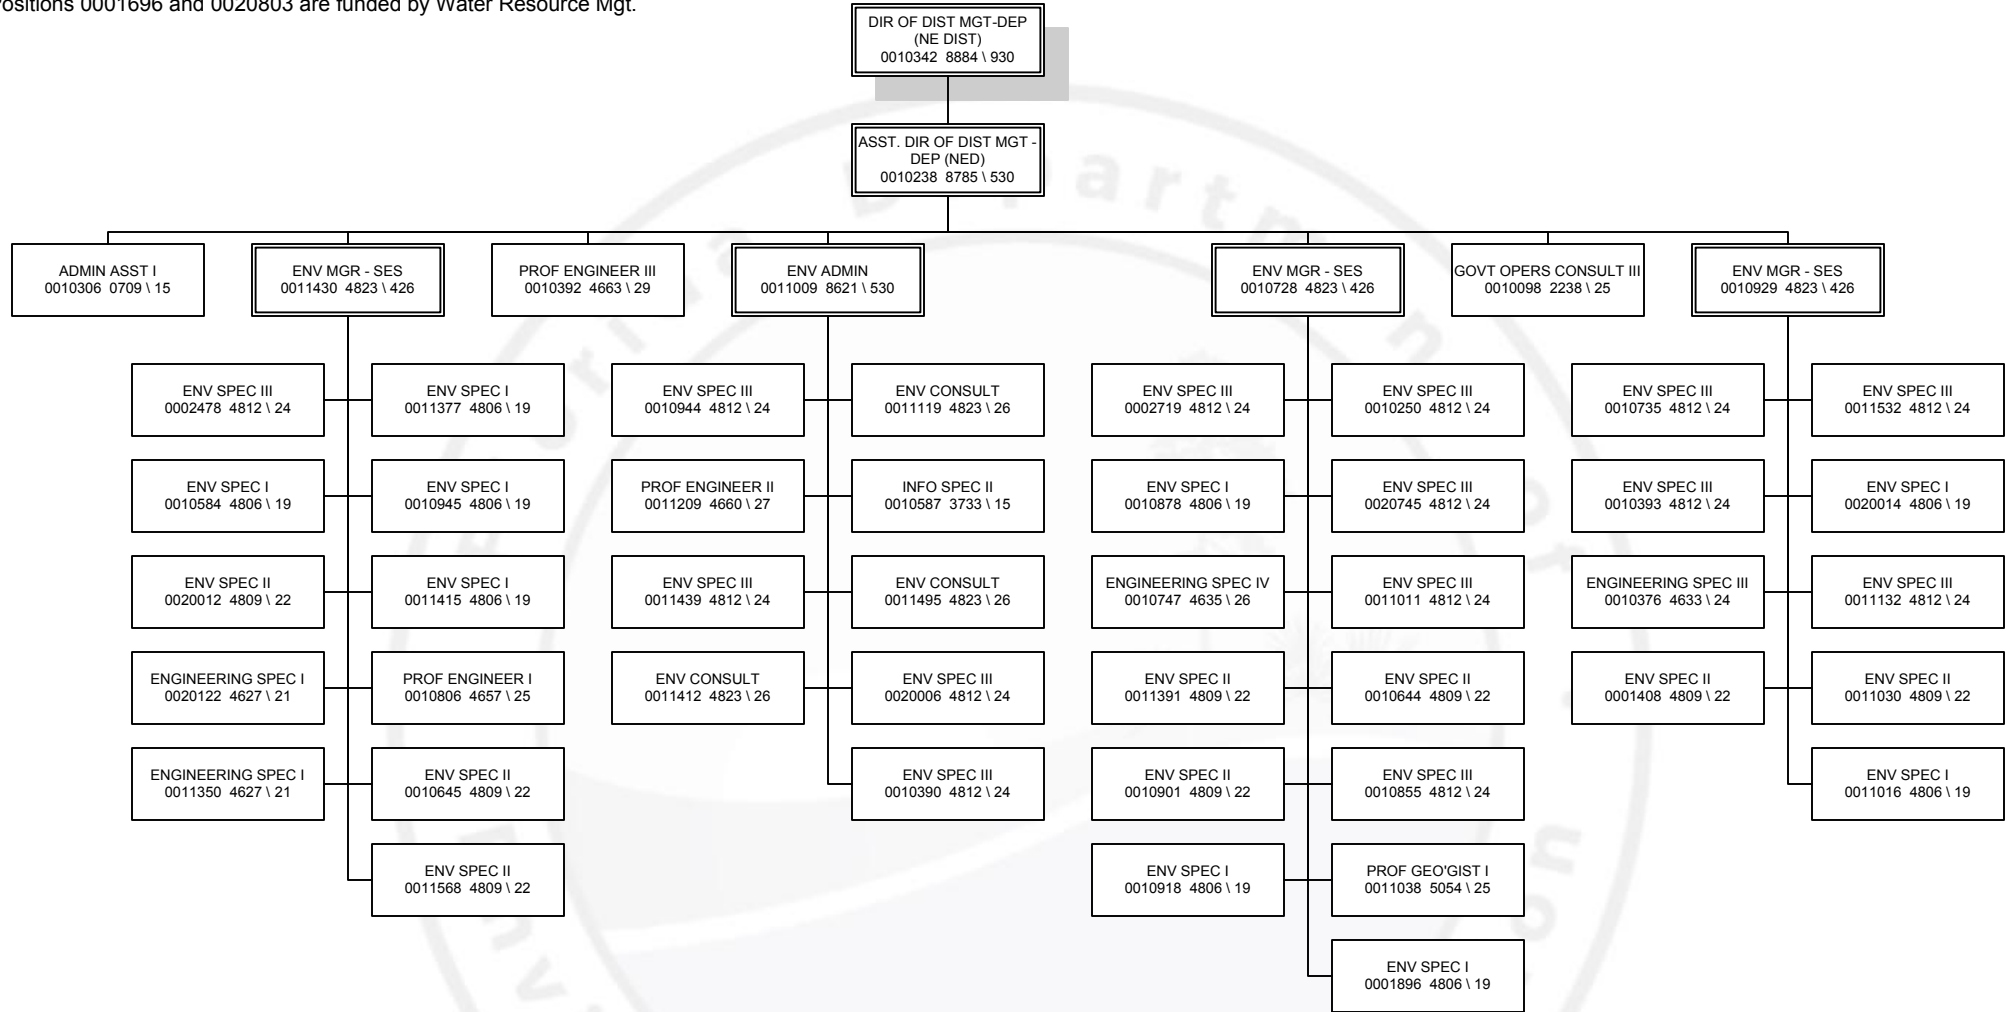 ositions 0001696 and 0020803 are funded by Water Resource Mgt.
DIR OF DIST MGT-DEP
(NE DIST)
0010342 8884 \ 930
ASST. DIR OF DIST MGT -
DEP (NED)
0010238 8785 \ 530
ADMIN ASST I
0010306 0709 \ 15
ENV MGR - SES
0011430 4823 \ 426
PROF ENGINEER III
0010392 4663 \ 29
ENV ADMIN
0011009 8621 \ 530
ENV MGR - SES
0010728 4823 \ 426
GOVT OPERS CONSULT III
0010098 2238 \ 25
ENV MGR - SES
0010929 4823 \ 426
ENV SPEC III
0002478 4812 \ 24
ENV SPEC I
0011377 4806 \ 19
ENV SPEC III
0010944 4812 \ 24
ENV CONSULT
0011119 4823 \ 26
ENV SPEC III
0002719 4812 \ 24
ENV SPEC III
0010250 4812 \ 24
ENV SPEC III
0010735 4812 \ 24
ENV SPEC III
0011532 4812 \ 24
ENV SPEC I
0010584 4806 \ 19
ENV SPEC I
0010945 4806 \ 19
PROF ENGINEER II
0011209 4660 \ 27
INFO SPEC II
0010587 3733 \ 15
ENV SPEC I
0010878 4806 \ 19
ENV SPEC III
0020745 4812 \ 24
ENV SPEC III
0010393 4812 \ 24
ENV SPEC I
0020014 4806 \ 19
ENV SPEC II
0020012 4809 \ 22
ENV SPEC I
0011415 4806 \ 19
ENV SPEC III
0011439 4812 \ 24
ENV CONSULT
0011495 4823 \ 26
ENGINEERING SPEC IV
0010747 4635 \ 26
ENV SPEC III
0011011 4812 \ 24
ENGINEERING SPEC III
0010376 4633 \ 24
ENV SPEC III
0011132 4812 \ 24
ENGINEERING SPEC I
0020122 4627 \ 21
PROF ENGINEER I
0010806 4657 \ 25
ENV CONSULT
0011412 4823 \ 26
ENV SPEC III
0020006 4812 \ 24
ENV SPEC II
0011391 4809 \ 22
ENV SPEC II
0010644 4809 \ 22
ENV SPEC II
0001408 4809 \ 22
ENV SPEC II
0011030 4809 \ 22
ENGINEERING SPEC I
0011350 4627 \ 21
ENV SPEC II
0010645 4809 \ 22
ENV SPEC III
0010390 4812 \ 24
ENV SPEC II
0010901 4809 \ 22
ENV SPEC III
0010855 4812 \ 24
ENV SPEC I
0011016 4806 \ 19
ENV SPEC II
0011568 4809 \ 22
ENV SPEC I
0010918 4806 \ 19
PROF GEO'GIST I
0011038 5054 \ 25
ENV SPEC I
0001896 4806 \ 19